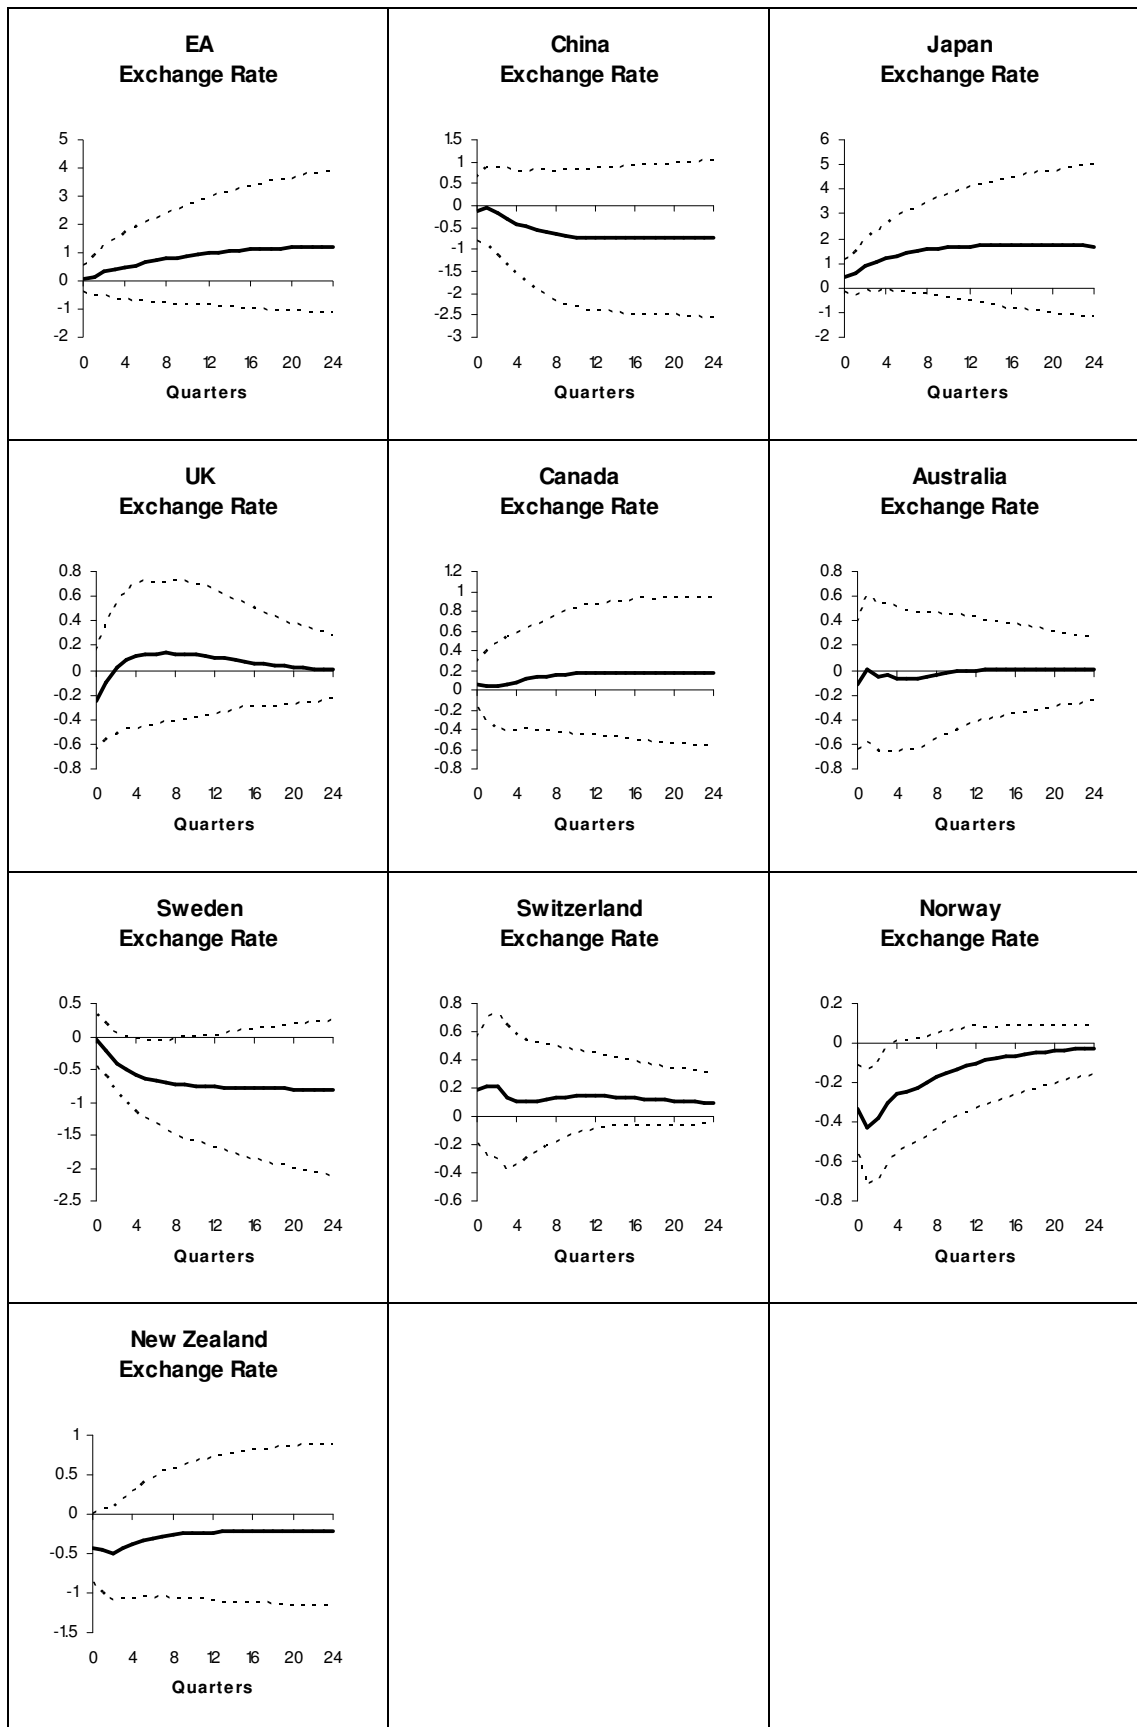 EA
Exchange Rate
5
4
3
2
1
0
-1
-2
0 4 8 12 16 20 24
Quarters
China
Exchange Rate
1.5
1
0.5
0
-0.5
-1
-1.5
-2
-2.5
-3
0 4 8 12 16 20 24
Quarters
Japan
Exchange Rate
6
5
4
3
2
1
0
-1
-2
0 4 8 12 16 20 24
Quarters
UK
Exchange Rate
0.8
0.6
0.4
0.2
0
-0.2
-0.4
-0.6
-0.8
0 4 8 12 16 20 24
Quarters
Canada
Exchange Rate
1.2
1
0.8
0.6
0.4
0.2
0
-0.2
-0.4
-0.6
-0.8
0 4 8 12 16 20 24
Quarters
Australia
Exchange Rate
0.8
0.6
0.4
0.2
0
-0.2
-0.4
-0.6
-0.8
0 4 8 12 16 20 24
Quarters
Sweden
Exchange Rate
0.5
0
-0.5
-1
-1.5
-2
-2.5
0 4 8 12 16 20 24
Quarters
Switzerland
Exchange Rate
0.8
0.6
0.4
0.2
0
-0.2
-0.4
-0.6
0 4 8 12 16 20 24
Quarters
Norway
Exchange Rate
0.2
0
-0.2
-0.4
-0.6
-0.8
0 4 8 12 16 20 24
Quarters
New Zealand
Exchange Rate
1
0.5
0
-0.5
-1
-1.5
0 4 8 12 16 20 24
Quarters